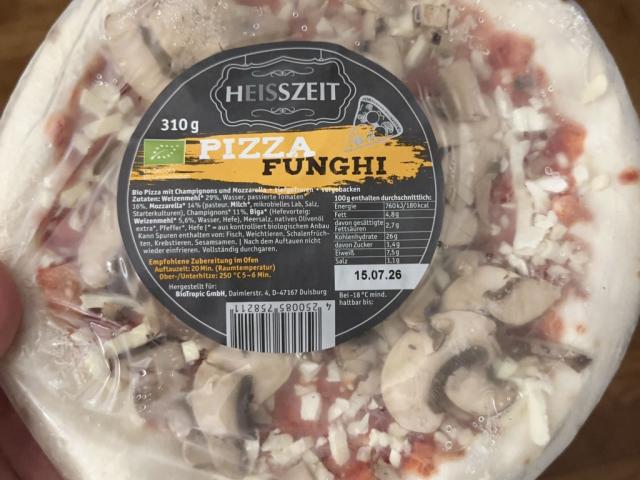 HEISSZEIT
310 g
PIZZA
FUNGHI
Bio Pizza mit Champignons und Mozzarella • tiefgefroren • vorgebacken
Zutaten: Weizenmehl* 29%, Wasser, passierte Tomaten*
16%, Mozzarella* 14% (pasteur. Milch*, mikrobielles Lab, Salz,
Starterkulturen), Champignons* 11%, Biga* (Hefevorteig:
Weizenmehl* 5,6%, Wasser, Hefe), Meersalz, natives Olivenöl
extra*, Pfeffer*, Hefe [* = aus kontrolliert biologischem Anbau
Kann Spuren enthalten von: Fisch, Weichtieren, Schalenfrüch-
ten, Krebstieren, Sesamsamen. ] Nach dem Auftauen nicht
wieder einfrieren. Vollständig durchgaren.
Empfohlene Zubereitung im Ofen
Auftauzeit: 20 Min. (Raumtemperatur)
Ober-/Unterhitze: 250 °C 5-6 Min.
Hergestellt für:
BioTropic GmbH, Daimlerstr. 4, D-47167 Duisburg
100g enthalten durchschnittlich:
Energie 760kJ/180kcal
Fett 4,8g
davon gesättigte
Fettsäuren 2,7g
Kohlenhydrate 26g
davon Zucker 1,4g
Eiweiß 7,5g
Salz 1,1g
15.07.26
Bei -18 °C mind.
haltbar bis:
4 250085 758211